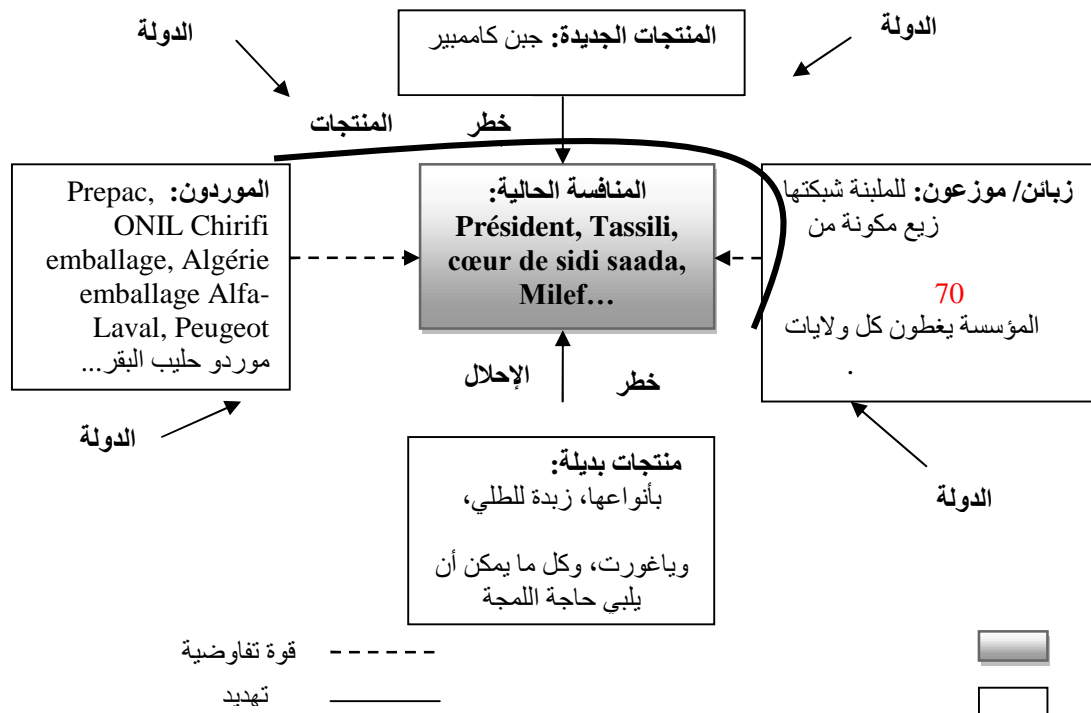 الدولة
المنتجات الجديدة: جبن كاممبير
الدولة
خطر المنتجات
الموردون: Prepac,
ONIL Chirifi
emballage, Algérie
emballage Alfa-
Laval, Peugeot
موردو حليب البقر...
المنافسة الحالية:
Président, Tassili,
cœur de sidi saada,
Milef…
زبائن/ موزعون: للملبنة شبكتها
زيع مكونة من
70
المؤسسة يغطون كل ولايات
.
خطر الإحلال
الدولة
الدولة
منتجات بديلة:
بأنواعها، زبدة للطلي،
وياغورت، وكل ما يمكن أن
يلبي حاجة اللمجة
قوة تفاوضية
تهديد